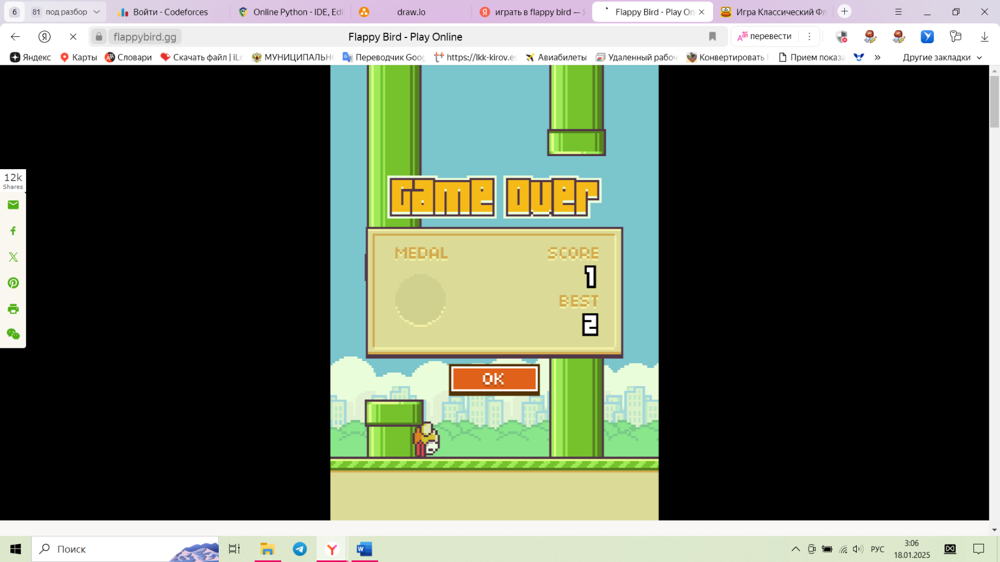 6
81 под разбор
Войти - Codeforces
Online Python - IDE, Edi
draw.io
играть в flappy bird —
Flappy Bird - Play On
Игра Классический Фл
flappybird.gg
Flappy Bird - Play Online
перевести
Яндекс
Карты
Словари
Скачать файл | iLo
МУНИЦИПАЛЬН
Переводчик Goog
https://lkk-kirov.es
Авиабилеты
Удаленный рабоч
Конвертировать
Прием показа
»
Другие закладки
12k
Shares
Game Over
MEDAL
SCORE
1
BEST
2
OK
Поиск
РУС
3:06
18.01.2025